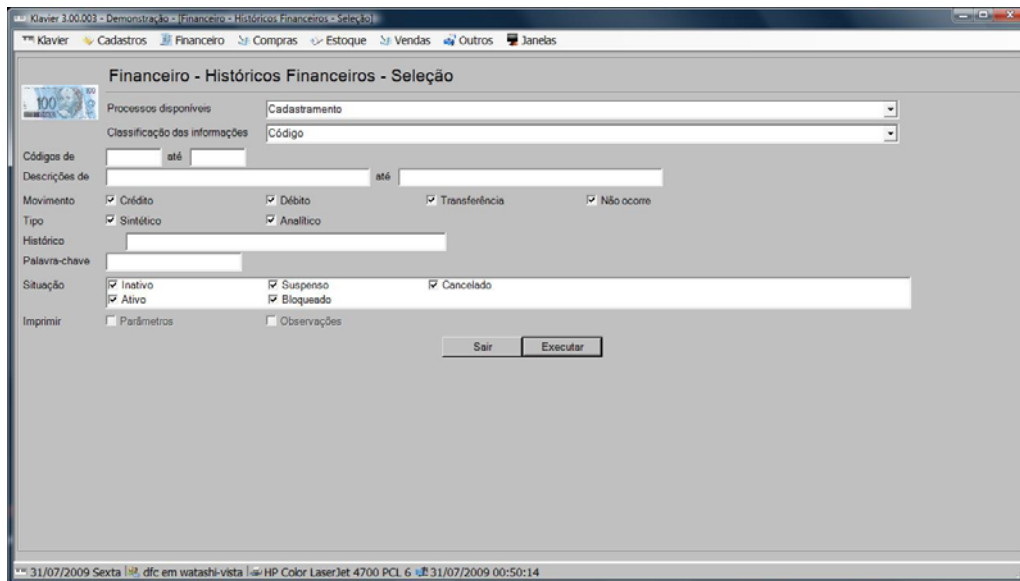 Klavier 3.00.003 - Demonstração - [Financeiro - Históricos Financeiros - Seleção]
Klavier Cadastros Financeiro Compras Estoque Vendas Outros Janelas
Financeiro - Históricos Financeiros - Seleção
100
Processos disponíveis Cadastramento
Classificação das informações Código
Códigos de até
Descrições de até
Movimento Crédito Débito Transferência Não ocorre
Tipo Sintético Analítico
Histórico
Palavra-chave
Situação Inativo Suspenso Cancelado
Ativo Bloqueado
Imprimir Parâmetros Observações
Sair Executar
31/07/2009 Sexta dfc em watashi-vista HP Color LaserJet 4700 PCL 6 31/07/2009 00:50:14